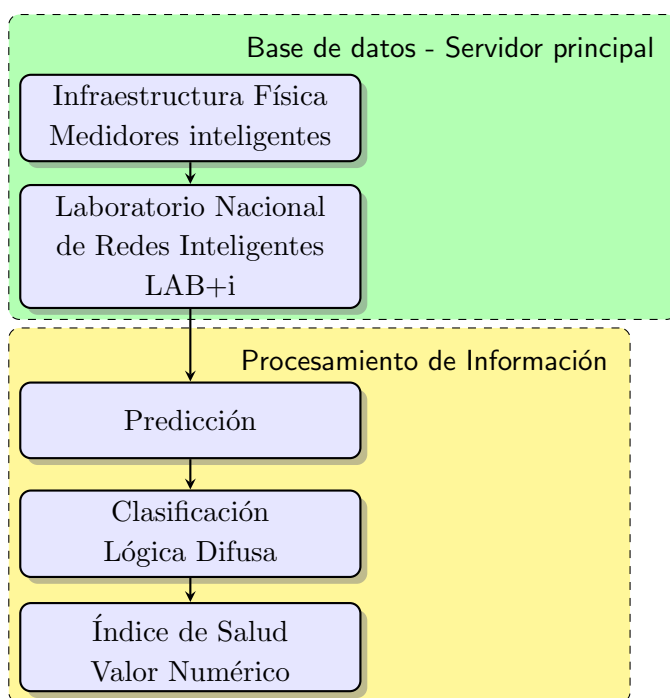 Base de datos - Servidor principal
Infraestructura Física
Medidores inteligentes
Laboratorio Nacional
de Redes Inteligentes
LAB+i
Procesamiento de Información
Predicción
Clasificación
Lógica Difusa
Índice de Salud
Valor Numérico